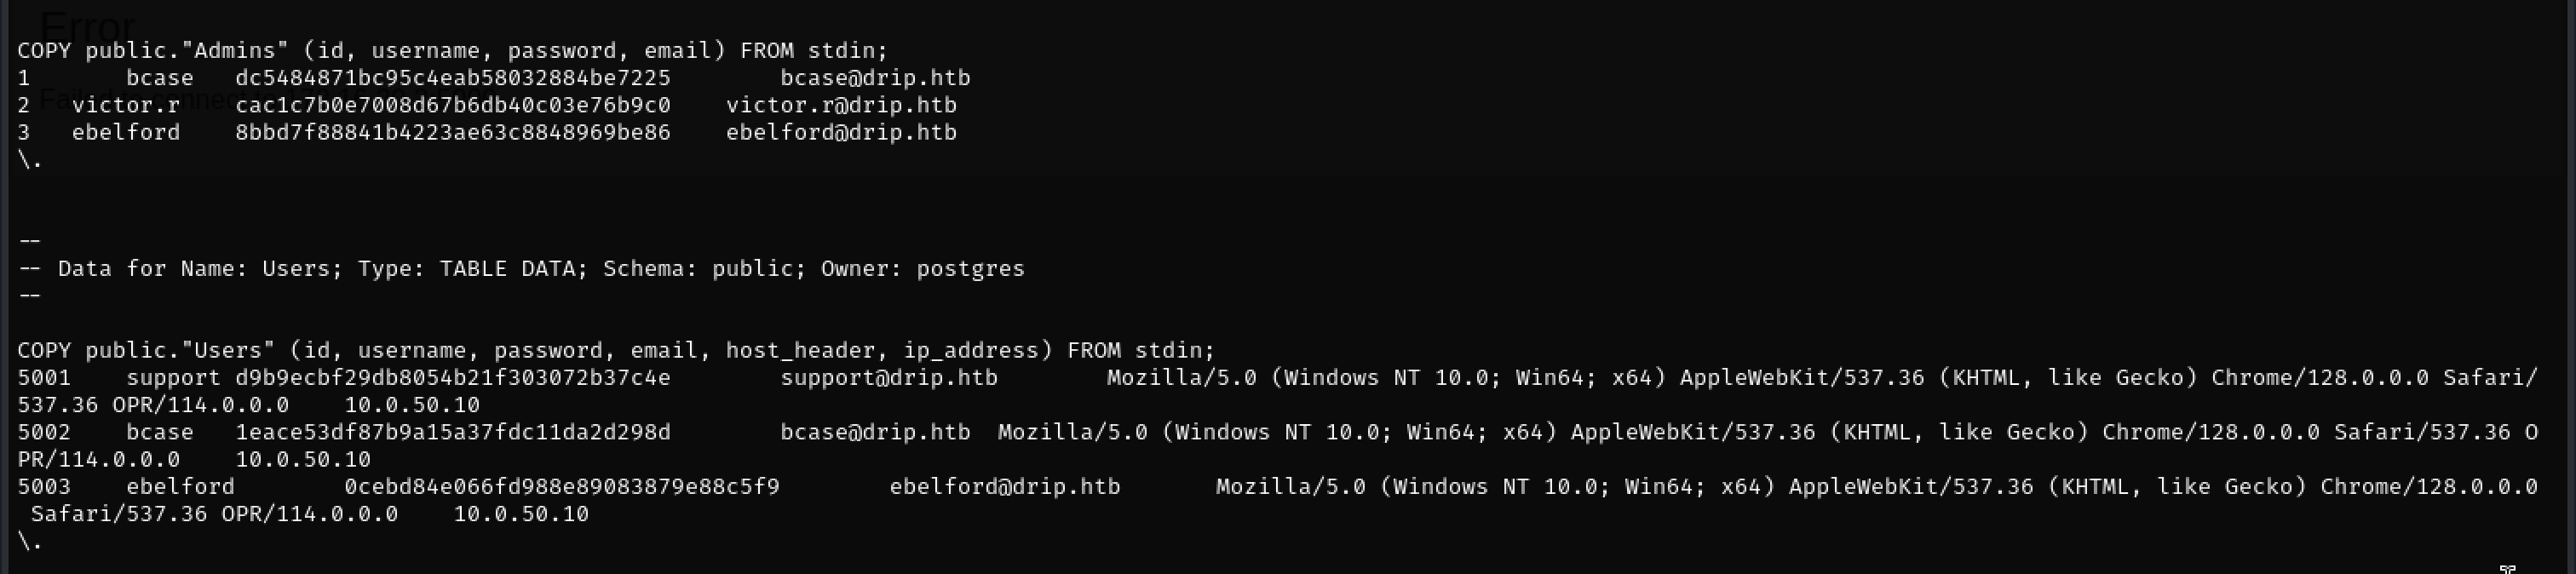 Error
COPY public."Admins" (id, username, password, email) FROM stdin;
1 bcase dc5484871bc95c4eab58032884be7225 bcase@drip.htb
Failed to connect to
2 victor.r cac1c7b0e7008d67b6db40c03e76b9c0 victor.r@drip.htb
3 ebelford 8bbd7f88841b4223ae63c8848969be86 ebelford@drip.htb
\.
--
-- Data for Name: Users; Type: TABLE DATA; Schema: public; Owner: postgres
--
COPY public."Users" (id, username, password, email, host_header, ip_address) FROM stdin;
5001 support d9b9ecbf29db8054b21f303072b37c4e support@drip.htb Mozilla/5.0 (Windows NT 10.0; Win64; x64) AppleWebKit/537.36 (KHTML, like Gecko) Chrome/128.0.0.0 Safari/
537.36 OPR/114.0.0.0 10.0.50.10
5002 bcase 1eace53df87b9a15a37fdc11da2d298d bcase@drip.htb Mozilla/5.0 (Windows NT 10.0; Win64; x64) AppleWebKit/537.36 (KHTML, like Gecko) Chrome/128.0.0.0 Safari/537.36 O
PR/114.0.0.0 10.0.50.10
5003 ebelford 0cebd84e066fd988e89083879e88c5f9 ebelford@drip.htb Mozilla/5.0 (Windows NT 10.0; Win64; x64) AppleWebKit/537.36 (KHTML, like Gecko) Chrome/128.0.0.0
Safari/537.36 OPR/114.0.0.0 10.0.50.10
\.